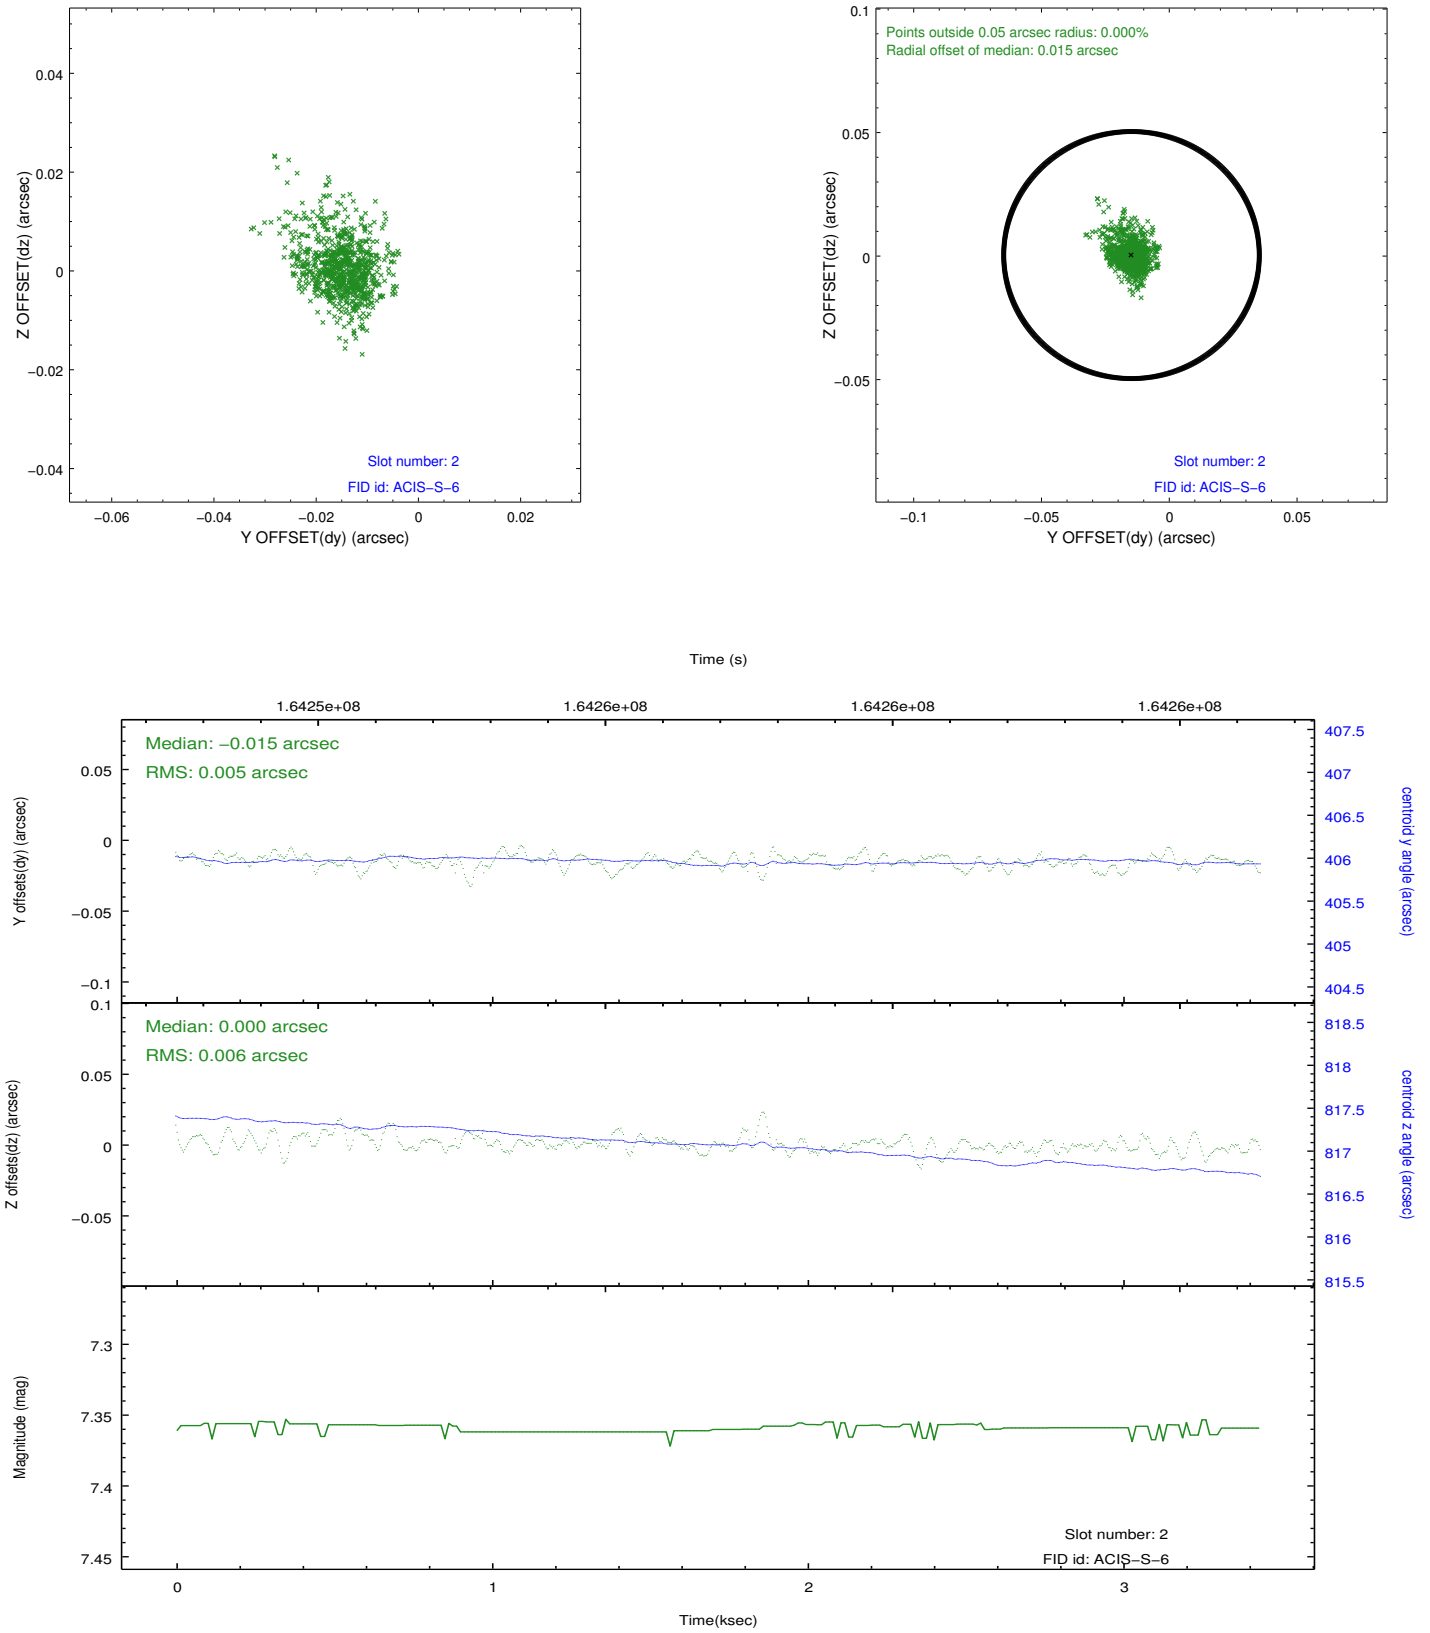 0.04
0.02
0
−0.02
−0.04
Z OFFSET(dz) (arcsec)
Slot number: 2
FID id: ACIS−S−6
−0.06 −0.04 −0.02 0 0.02
Y OFFSET(dy) (arcsec)
0.1
0.05
0
−0.05
Z OFFSET(dz) (arcsec)
Points outside 0.05 arcsec radius: 0.000%
Radial offset of median: 0.015 arcsec
Slot number: 2
FID id: ACIS−S−6
−0.1 −0.05 0 0.05
Y OFFSET(dy) (arcsec)
Time (s)
1.6425e+08 1.6426e+08 1.6426e+08 1.6426e+08
Median: −0.015 arcsec
RMS: 0.005 arcsec
0.05
0
−0.05
−0.1
Y offsets(dy) (arcsec)
407.5
407
406.5
406
405.5
405
404.5
centroid y angle (arcsec)
Median: 0.000 arcsec
RMS: 0.006 arcsec
0.1
0.05
0
−0.05
Z offsets(dz) (arcsec)
818.5
818
817.5
817
816.5
816
815.5
centroid z angle (arcsec)
7.3
7.35
7.4
7.45
Magnitude (mag)
Slot number: 2
FID id: ACIS−S−6
0 1 2 3
Time(ksec)